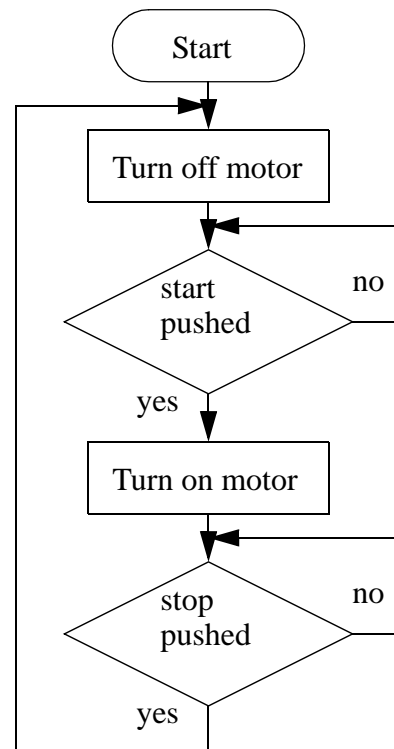 Start
Turn off motor
start
pushed
no
yes
Turn on motor
stop
pushed
no
yes